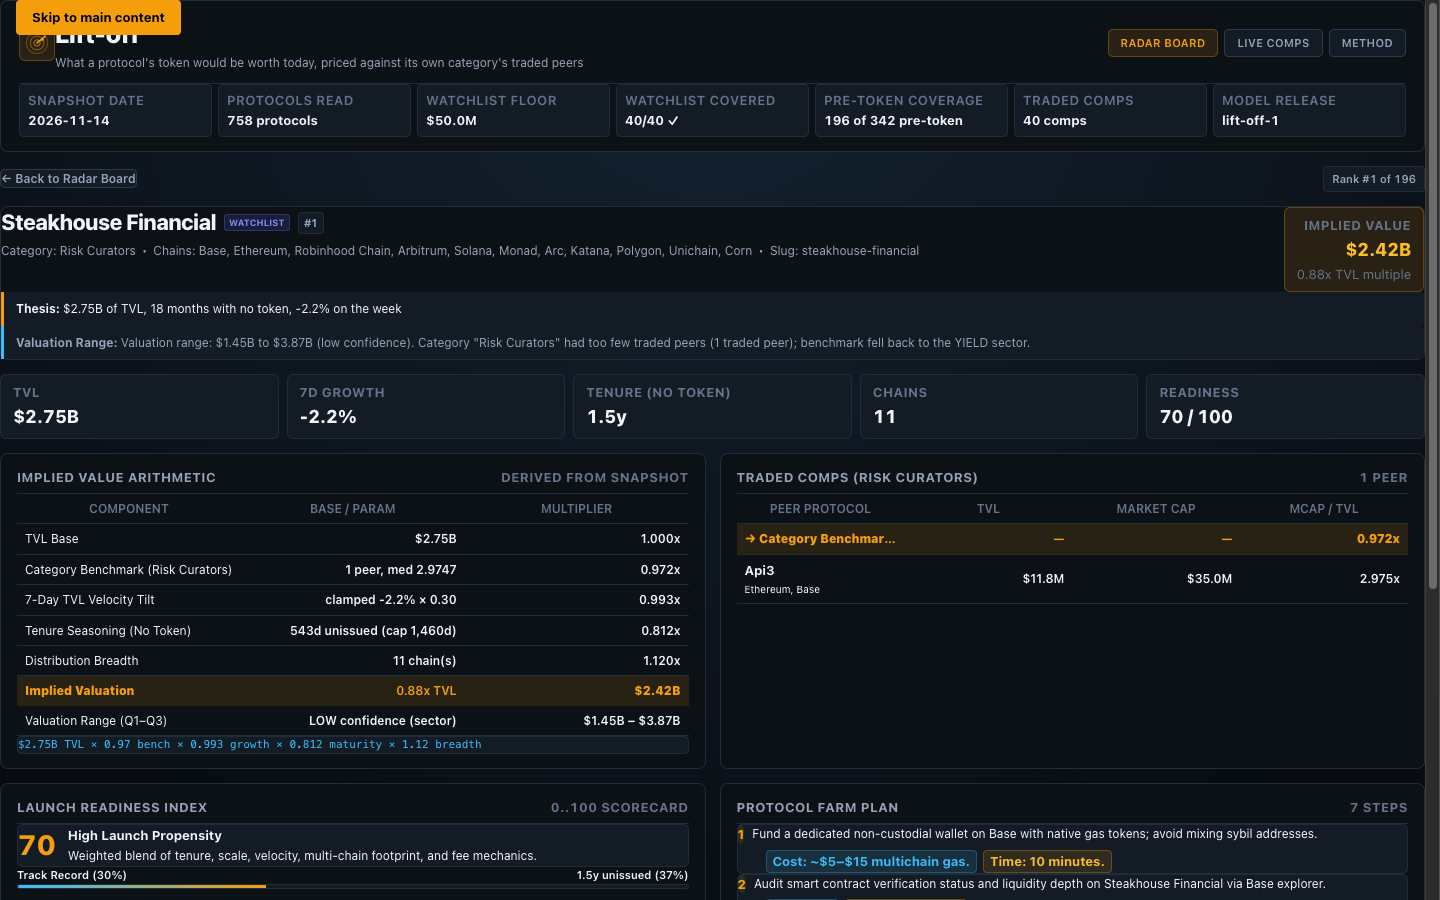 Skip to main content
Lift-off
What a protocol's token would be worth today, priced against its own category's traded peers
RADAR BOARD
LIVE COMPS
METHOD
SNAPSHOT DATE
2026-11-14
PROTOCOLS READ
758 protocols
WATCHLIST FLOOR
$50.0M
WATCHLIST COVERED
40/40 ✓
PRE-TOKEN COVERAGE
196 of 342 pre-token
TRADED COMPS
40 comps
MODEL RELEASE
lift-off-1
← Back to Radar Board
Rank #1 of 196
Steakhouse Financial WATCHLIST #1
Category: Risk Curators • Chains: Base, Ethereum, Robinhood Chain, Arbitrum, Solana, Monad, Arc, Katana, Polygon, Unichain, Corn • Slug: steakhouse-financial
IMPLIED VALUE
$2.42B
0.88x TVL multiple
Thesis: $2.75B of TVL, 18 months with no token, -2.2% on the week
Valuation Range: Valuation range: $1.45B to $3.87B (low confidence). Category "Risk Curators" had too few traded peers (1 traded peer); benchmark fell back to the YIELD sector.
TVL
$2.75B
7D GROWTH
-2.2%
TENURE (NO TOKEN)
1.5y
CHAINS
11
READINESS
70 / 100
IMPLIED VALUE ARITHMETIC DERIVED FROM SNAPSHOT
COMPONENT BASE / PARAM MULTIPLIER
TVL Base $2.75B 1.000x
Category Benchmark (Risk Curators) 1 peer, med 2.9747 0.972x
7-Day TVL Velocity Tilt clamped -2.2% × 0.30 0.993x
Tenure Seasoning (No Token) 543d unissued (cap 1,460d) 0.812x
Distribution Breadth 11 chain(s) 1.120x
Implied Valuation 0.88x TVL $2.42B
Valuation Range (Q1–Q3) LOW confidence (sector) $1.45B – $3.87B
$2.75B TVL × 0.97 bench × 0.993 growth × 0.812 maturity × 1.12 breadth
TRADED COMPS (RISK CURATORS) 1 PEER
PEER PROTOCOL TVL MARKET CAP MCAP / TVL
→ Category Benchmar... — — 0.972x
Api3 $11.8M $35.0M 2.975x
Ethereum, Base
LAUNCH READINESS INDEX 0..100 SCORECARD
70 High Launch Propensity
Weighted blend of tenure, scale, velocity, multi-chain footprint, and fee mechanics.
Track Record (30%) 1.5y unissued (37%)
PROTOCOL FARM PLAN 7 STEPS
1 Fund a dedicated non-custodial wallet on Base with native gas tokens; avoid mixing sybil addresses.
Cost: ~$5–$15 multichain gas. Time: 10 minutes.
2 Audit smart contract verification status and liquidity depth on Steakhouse Financial via Base explorer.